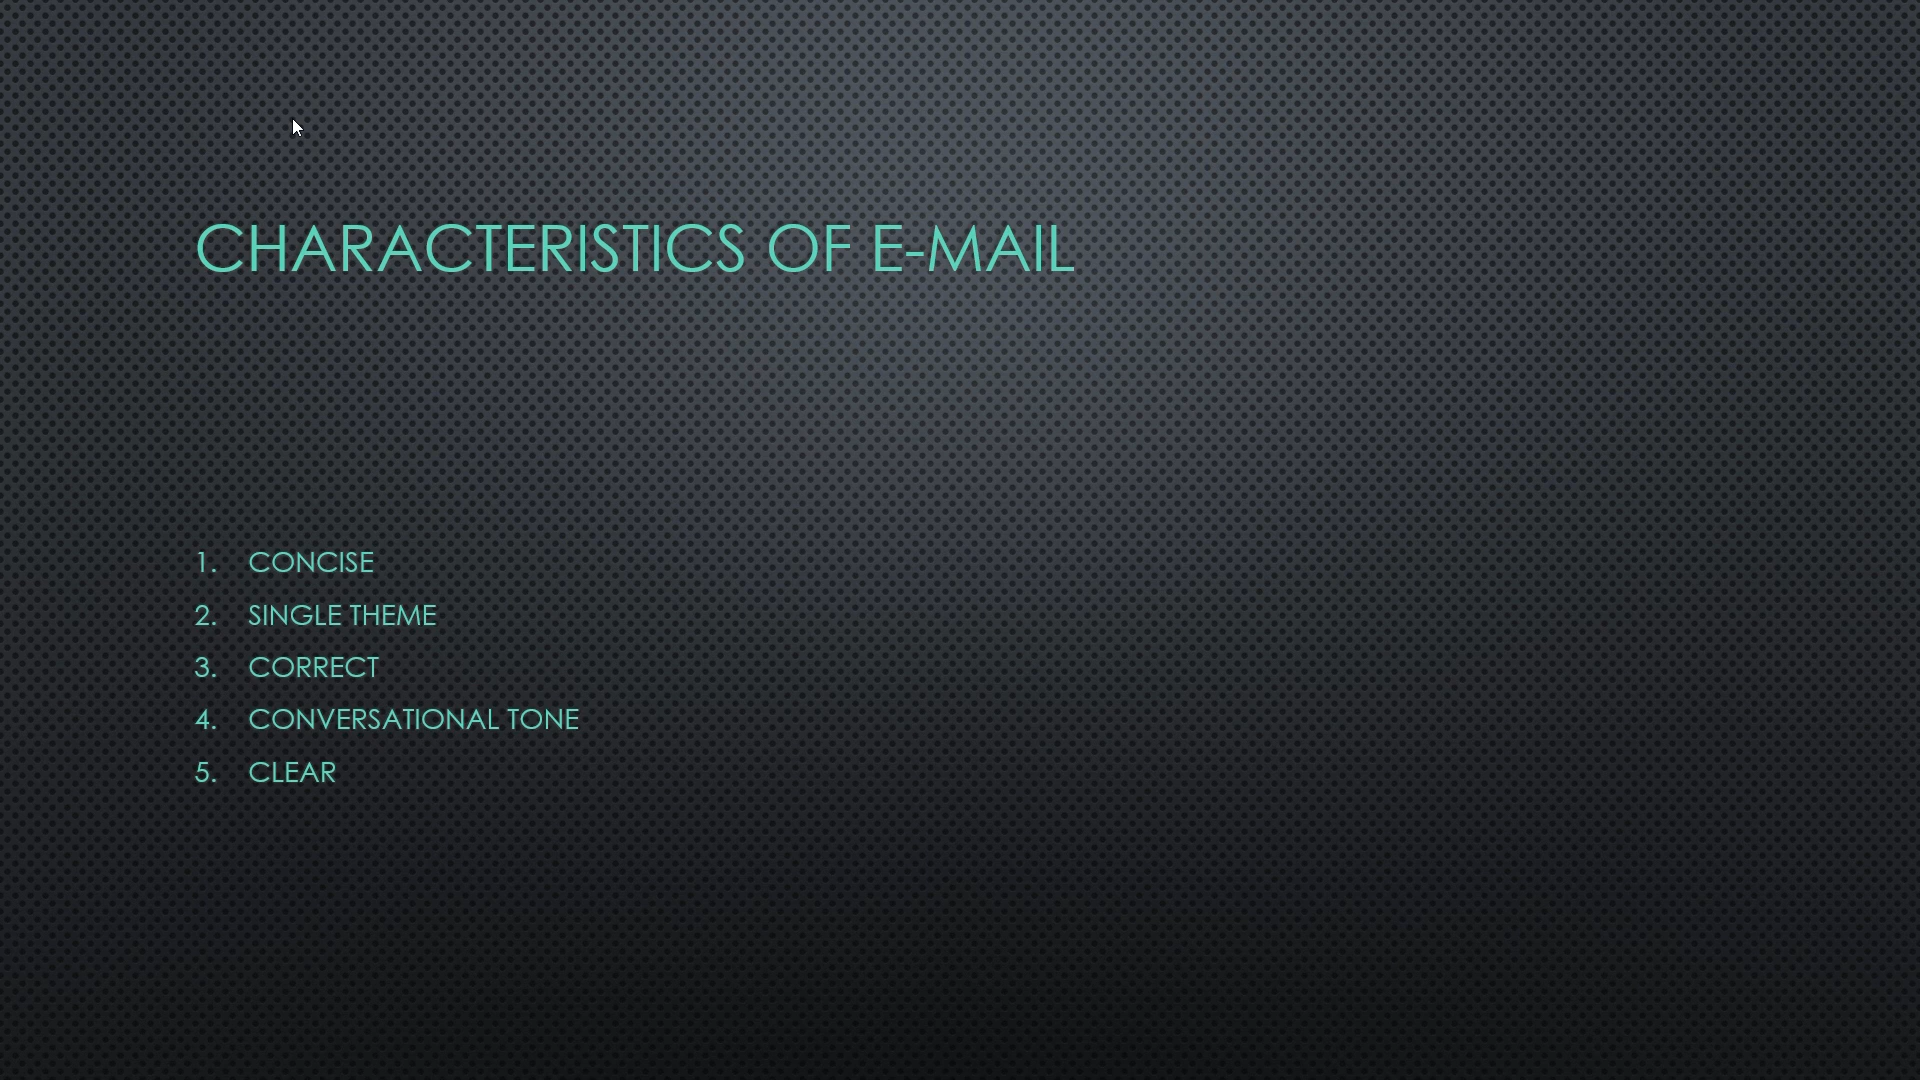 CHARACTERISTICS OF E-MAIL
1. CONCISE
2. SINGLE THEME
3. CORRECT
4. CONVERSATIONAL TONE
5. CLEAR